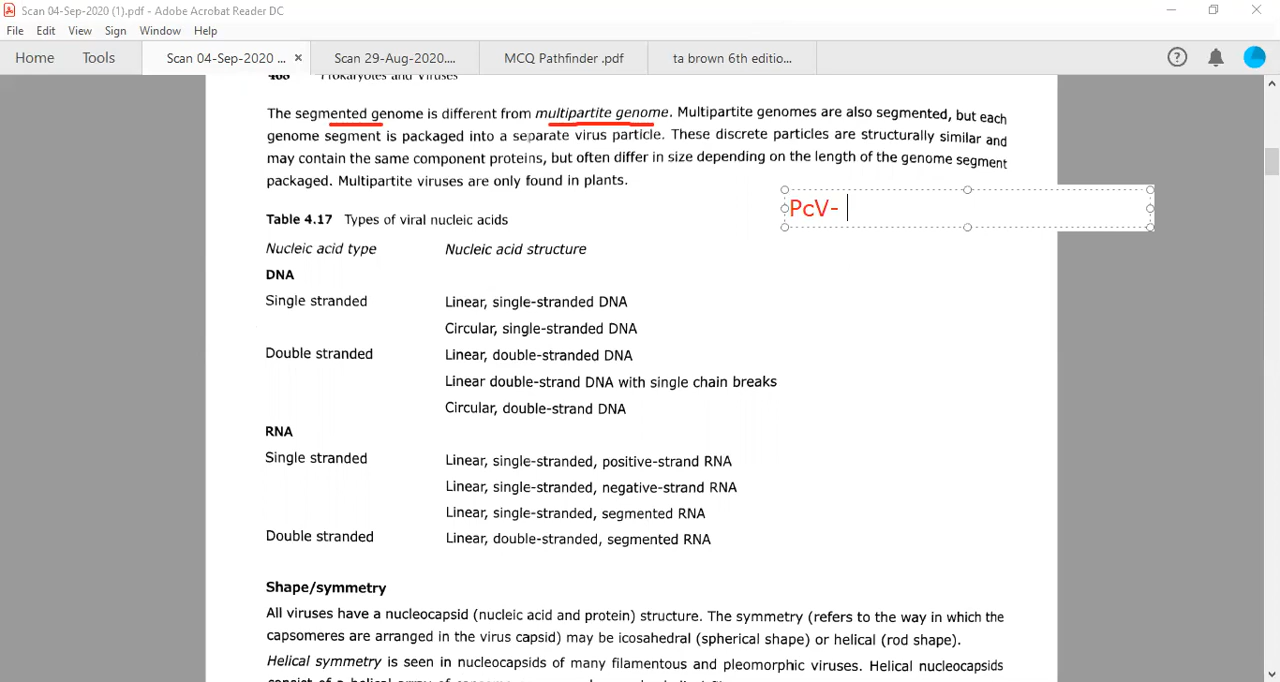 Scan 04-Sep-2020 (1).pdf - Adobe Acrobat Reader DC
File Edit View Sign Window Help
Home Tools Scan 04-Sep-2020 ... × Scan 29-Aug-2020.... MCQ Pathfinder .pdf ta brown 6th editio... ?
468 Prokaryotes and Viruses
The segmented genome is different from multipartite genome. Multipartite genomes are also segmented, but each
genome segment is packaged into a separate virus particle. These discrete particles are structurally similar and
may contain the same component proteins, but often differ in size depending on the length of the genome segment
packaged. Multipartite viruses are only found in plants.
PcV-
Table 4.17 Types of viral nucleic acids
Nucleic acid type Nucleic acid structure
DNA
Single stranded Linear, single-stranded DNA
Circular, single-stranded DNA
Double stranded Linear, double-stranded DNA
Linear double-strand DNA with single chain breaks
Circular, double-strand DNA
RNA
Single stranded Linear, single-stranded, positive-strand RNA
Linear, single-stranded, negative-strand RNA
Linear, single-stranded, segmented RNA
Double stranded Linear, double-stranded, segmented RNA
Shape/symmetry
All viruses have a nucleocapsid (nucleic acid and protein) structure. The symmetry (refers to the way in which the
capsomeres are arranged in the virus capsid) may be icosahedral (spherical shape) or helical (rod shape).
Helical symmetry is seen in nucleocapsids of many filamentous and pleomorphic viruses. Helical nucleocapsids